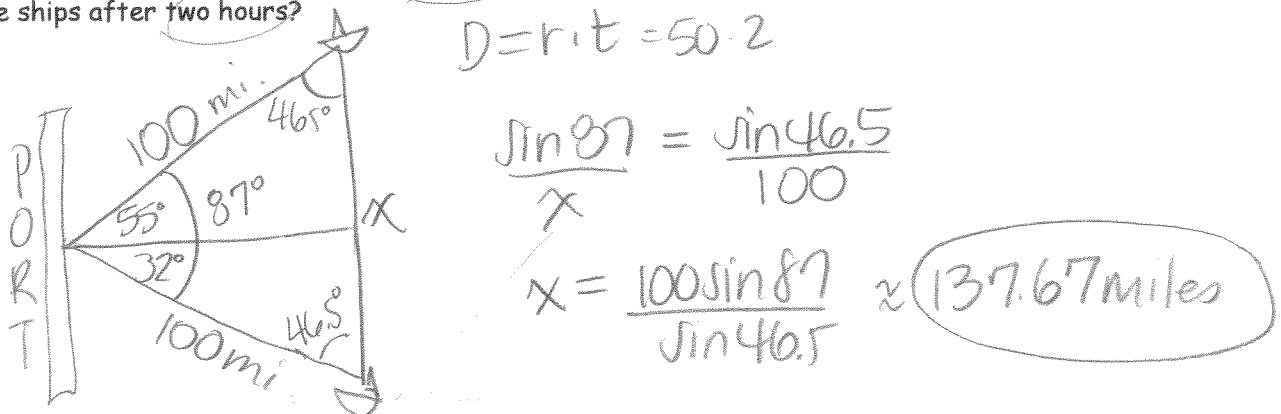 e ships after two hours?
D = r · t = 50 · 2
100 mi.
46.5°
sin 87 / x = sin 46.5 / 100
PORT
55°
87°
x
32°
46.5°
100 mi
x = 100 sin 87 / sin 46.5 ≈ 137.67 miles